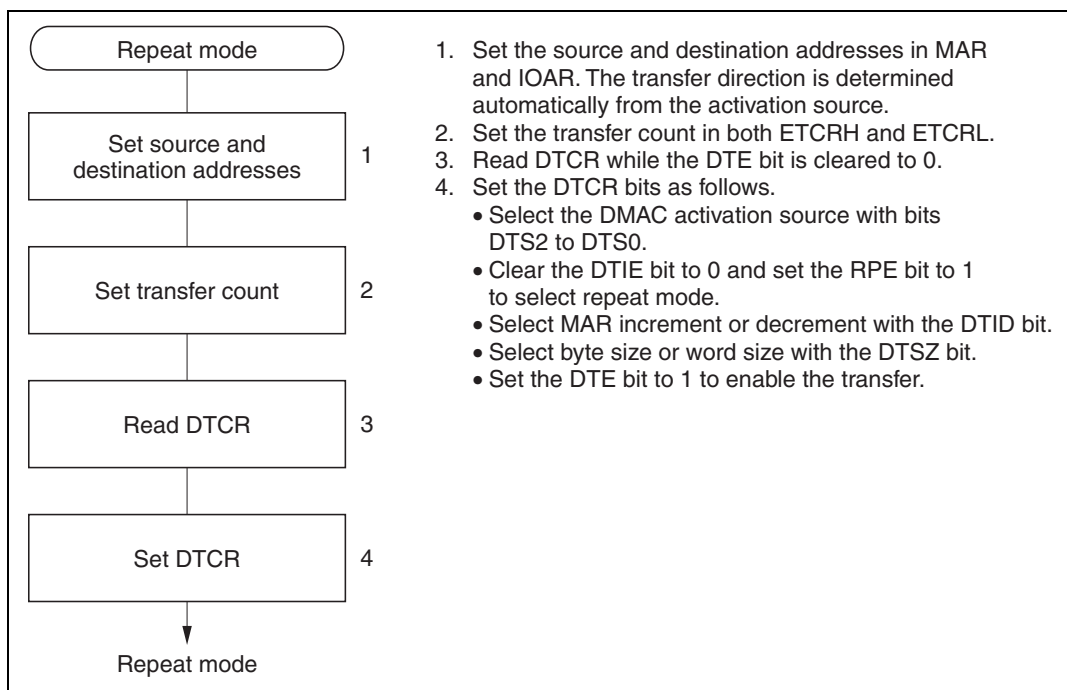 Repeat mode
Set source and
destination addresses
1
Set transfer count
2
Read DTCR
3
Set DTCR
4
Repeat mode
1. Set the source and destination addresses in MAR
and IOAR. The transfer direction is determined
automatically from the activation source.
2. Set the transfer count in both ETCRH and ETCRL.
3. Read DTCR while the DTE bit is cleared to 0.
4. Set the DTCR bits as follows.
• Select the DMAC activation source with bits
DTS2 to DTS0.
• Clear the DTIE bit to 0 and set the RPE bit to 1
to select repeat mode.
• Select MAR increment or decrement with the DTID bit.
• Select byte size or word size with the DTSZ bit.
• Set the DTE bit to 1 to enable the transfer.